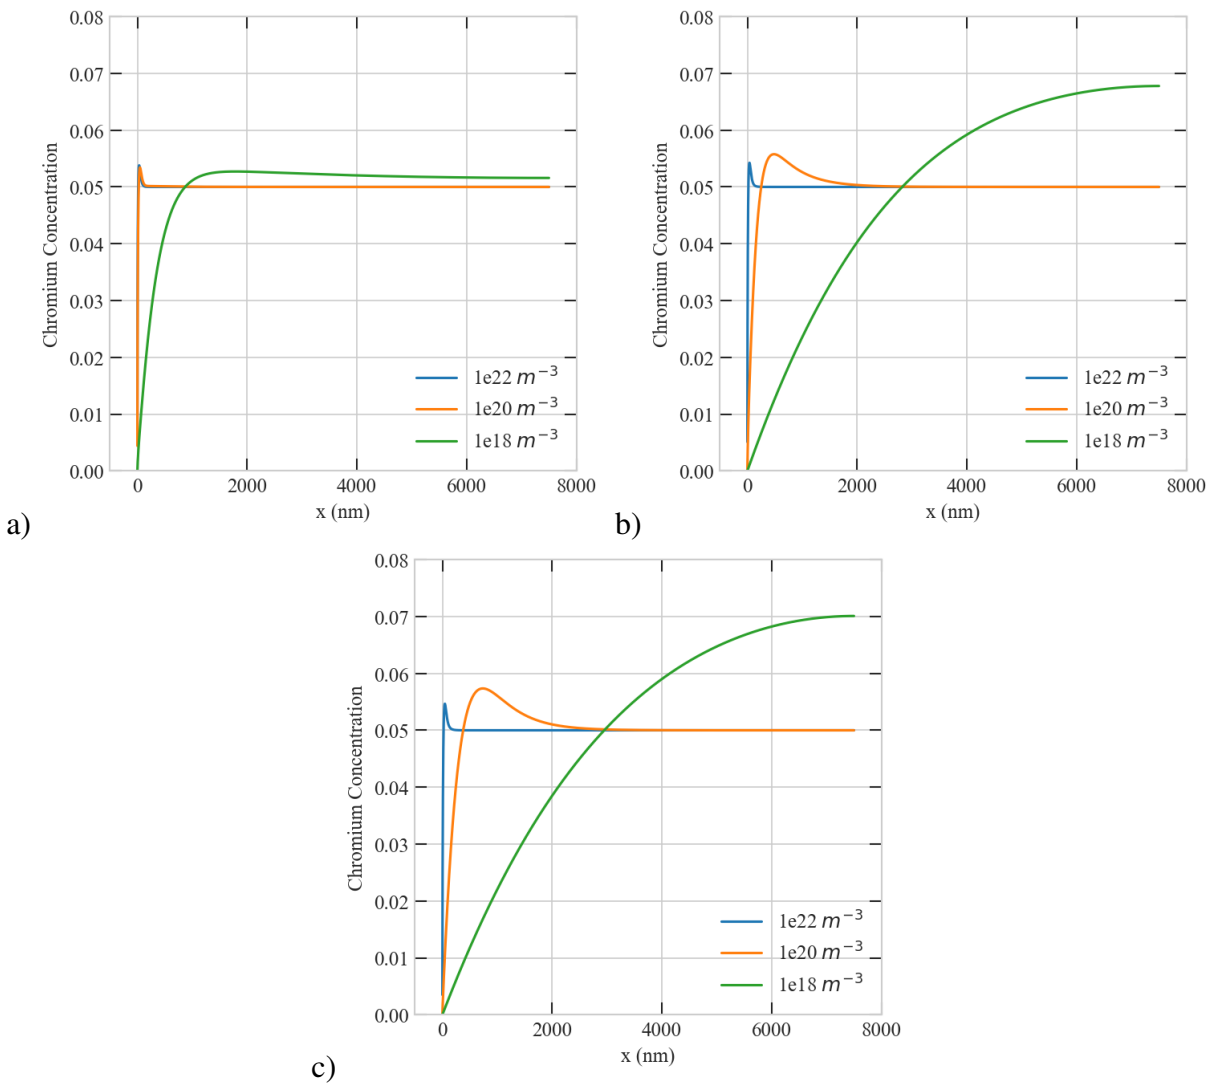 0.08
0.07
0.06
0.05
0.04
0.03
0.02
0.01
0.00
Chromium Concentration
1e22 m⁻³
1e20 m⁻³
1e18 m⁻³
0 2000 4000 6000 8000
x (nm)
a)
0.08
0.07
0.06
0.05
0.04
0.03
0.02
0.01
0.00
Chromium Concentration
1e22 m⁻³
1e20 m⁻³
1e18 m⁻³
0 2000 4000 6000 8000
x (nm)
b)
0.08
0.07
0.06
0.05
0.04
0.03
0.02
0.01
0.00
Chromium Concentration
1e22 m⁻³
1e20 m⁻³
1e18 m⁻³
0 2000 4000 6000 8000
x (nm)
c)